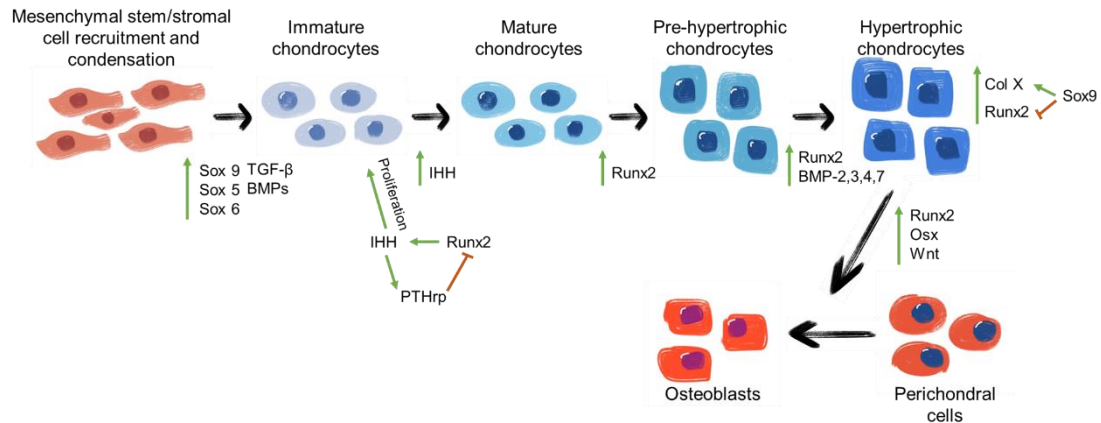 Mesenchymal stem/stromal
cell recruitment and
condensation
Immature
chondrocytes
Mature
chondrocytes
Pre-hypertrophic
chondrocytes
Hypertrophic
chondrocytes
Col X
Runx2
Sox9
Sox 9 TGF-β
Sox 5 BMPs
Sox 6
Proliferation
IHH
Runx2
Runx2
BMP-2,3,4,7
IHH
Runx2
PTHrp
Runx2
Osx
Wnt
Osteoblasts
Perichondral
cells